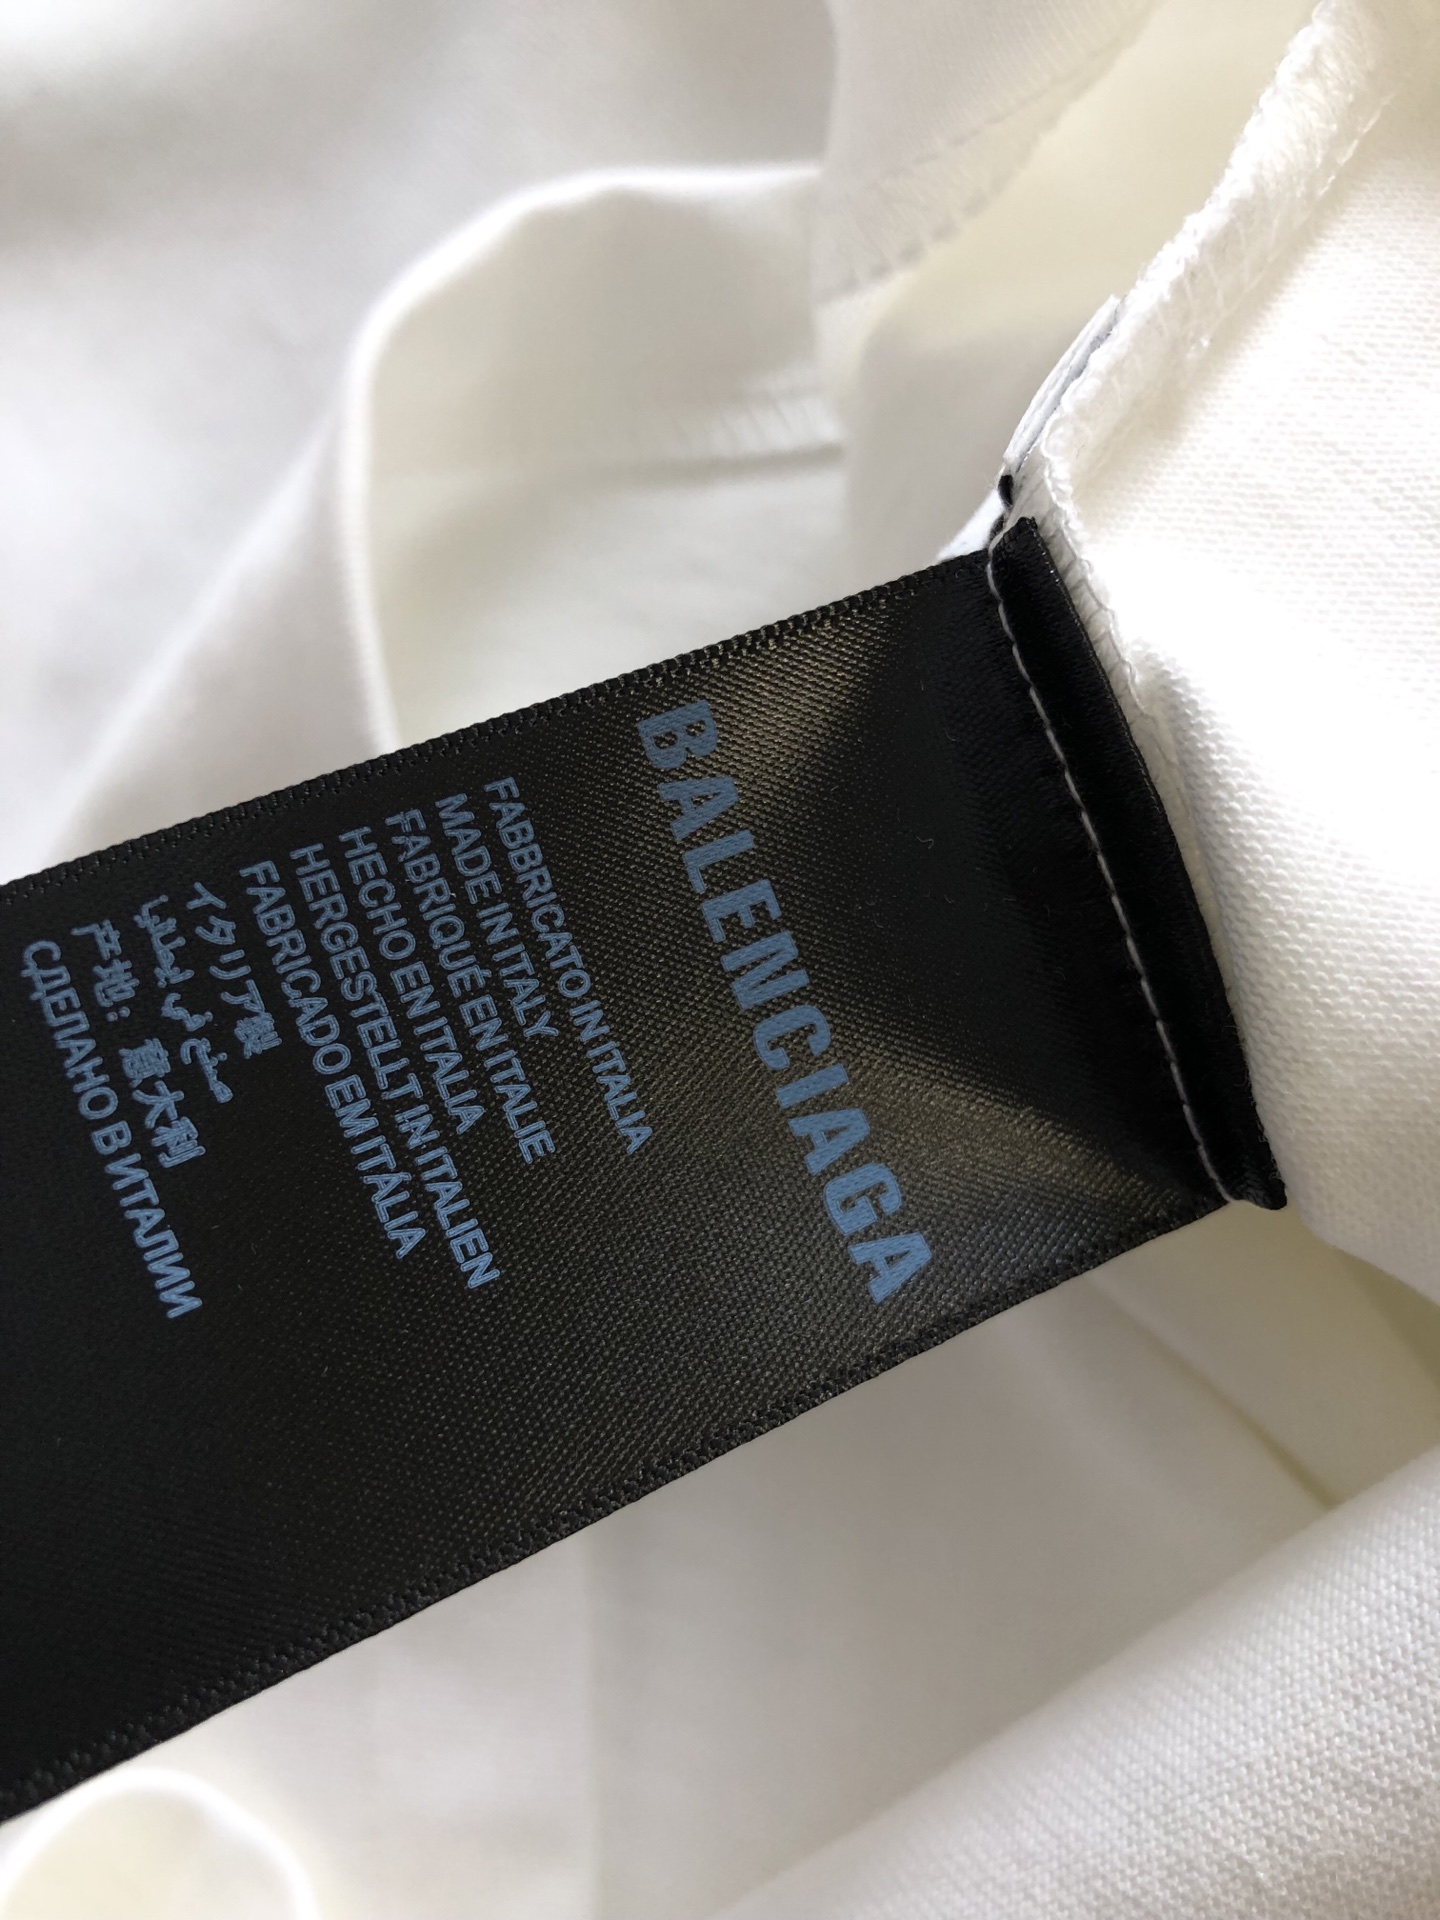 BALENCIAGA
FABBRICATO IN ITALIA
MADE IN ITALY
FABRIQUÉ EN ITALIE
HECHO EN ITALIA
HERGESTELLT IN ITALIEN
FABRICADO EM ITÁLIA
イタリア製
صنع في إيطاليا
产地：意大利
СДЕЛАНО В ИТАЛИИ